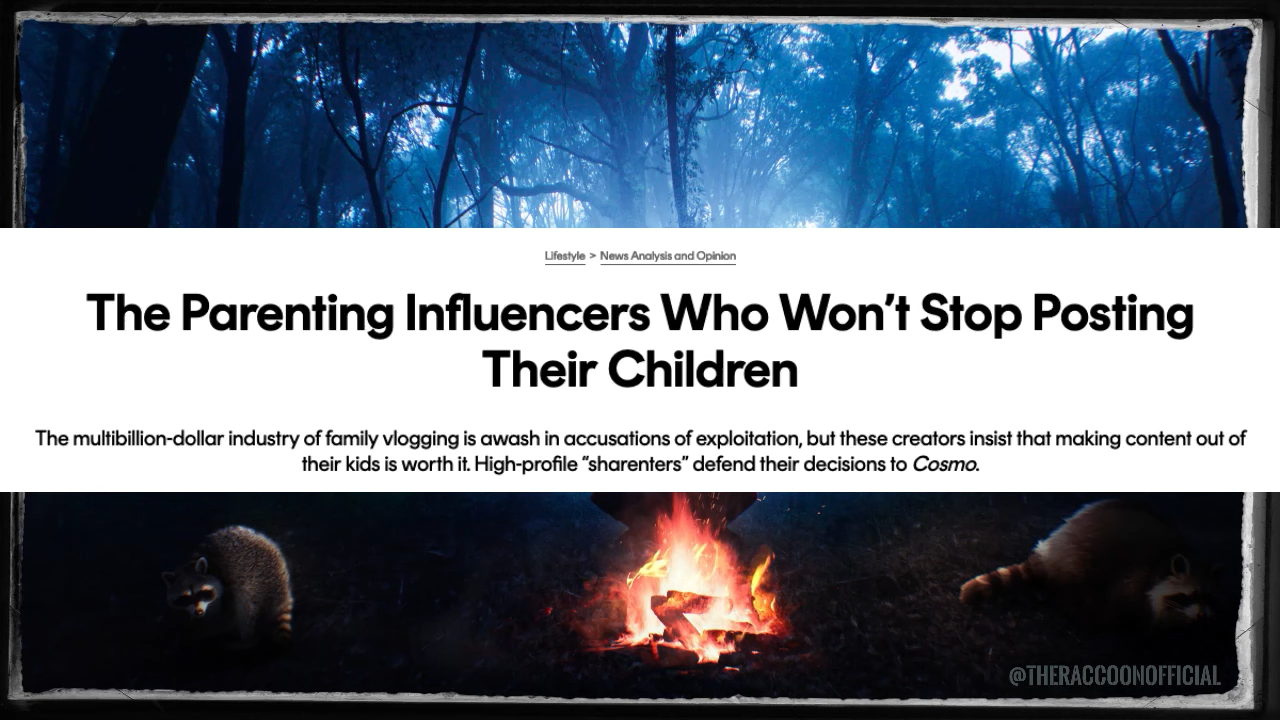 Lifestyle > News Analysis and Opinion
The Parenting Influencers Who Won’t Stop Posting
Their Children
The multibillion-dollar industry of family vlogging is awash in accusations of exploitation, but these creators insist that making content out of
their kids is worth it. High-profile “sharenters” defend their decisions to Cosmo.
@THERACCOONOFFICIAL